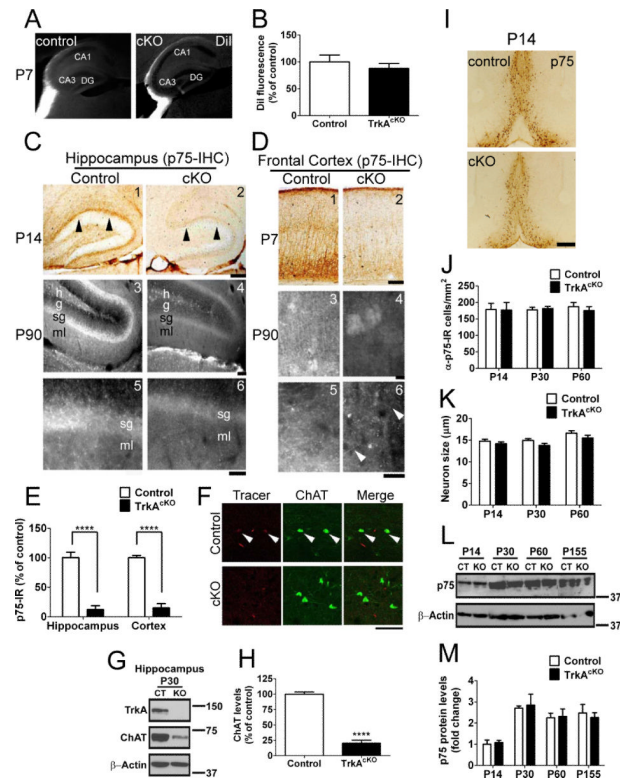 A
control
cKO
DiI
P7
CA1
CA3
DG
CA1
CA3
DG
B
DiI fluorescence
(% of control)
150
100
50
0
Control
TrkAcKO
C
Hippocampus (p75-IHC)
Control
cKO
P14
1
2
P90
3
4
h
g
sg
ml
h
g
sg
ml
5
6
sg
ml
sg
ml
D
Frontal Cortex (p75-IHC)
Control
cKO
P7
1
2
P90
3
4
5
6
E
Control
TrkAcKO
p75-IR (% of control)
150
100
50
0
****
****
Hippocampus
Cortex
F
Tracer
ChAT
Merge
Control
cKO
G
Hippocampus
P30
CT KO
TrkA
150
ChAT
75
β-Actin
37
H
ChAT levels
(% of control)
150
100
50
0
****
Control
TrkAcKO
I
P14
control
p75
cKO
J
Control
TrkAcKO
α-p75-IR cells/mm2
300
200
100
0
P14
P30
P60
K
Control
TrkAcKO
Neuron size (μm)
25
20
15
10
5
0
P14
P30
P60
L
P14
P30
P60
P155
CT KO CT KO CT KO CT KO
p75
37
β-Actin
37
M
Control
TrkAcKO
p75 protein levels
(fold change)
4
3
2
1
0
P14
P30
P60
P155